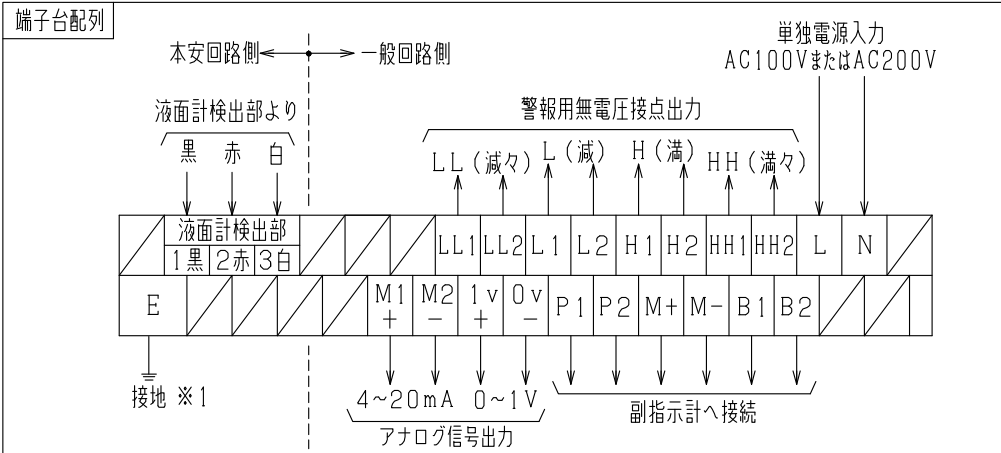 端子台配列
本安回路側 一般回路側
単独電源入力
AC100VまたはAC200V
液面計検出部より
警報用無電圧接点出力
黒 赤 白
LL(減々) L(減) H(満) HH(満々)
液面計検出部
1黒 2赤 3白
LL1 LL2 L1 L2 H1 H2 HH1 HH2 L N
E M1+ M2- 1v+ 0v- P1 P2 M+ M- B1 B2
接地 ※1
4~20mA 0~1V
アナログ信号出力
副指示計へ接続